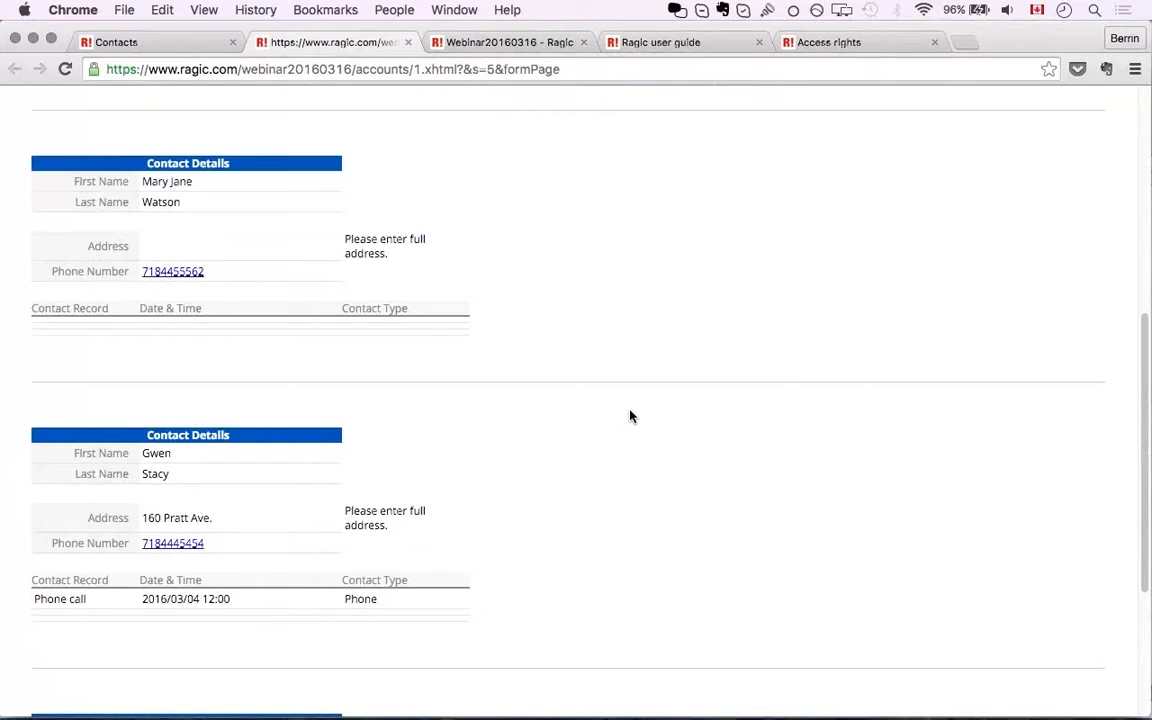 Chrome File Edit View History Bookmarks People Window Help 96%
Contacts https://www.ragic.com/we Webinar20160316 - Ragic Ragic user guide Access rights Berrin
https://www.ragic.com/webinar20160316/accounts/1.xhtml?&s=5&formPage
Contact Details
First Name Mary Jane
Last Name Watson
Address Please enter full
address.
Phone Number 7184455562
Contact Record Date & Time Contact Type
Contact Details
First Name Gwen
Last Name Stacy
Address 160 Pratt Ave. Please enter full
address.
Phone Number 7184445454
Contact Record Date & Time Contact Type
Phone call 2016/03/04 12:00 Phone